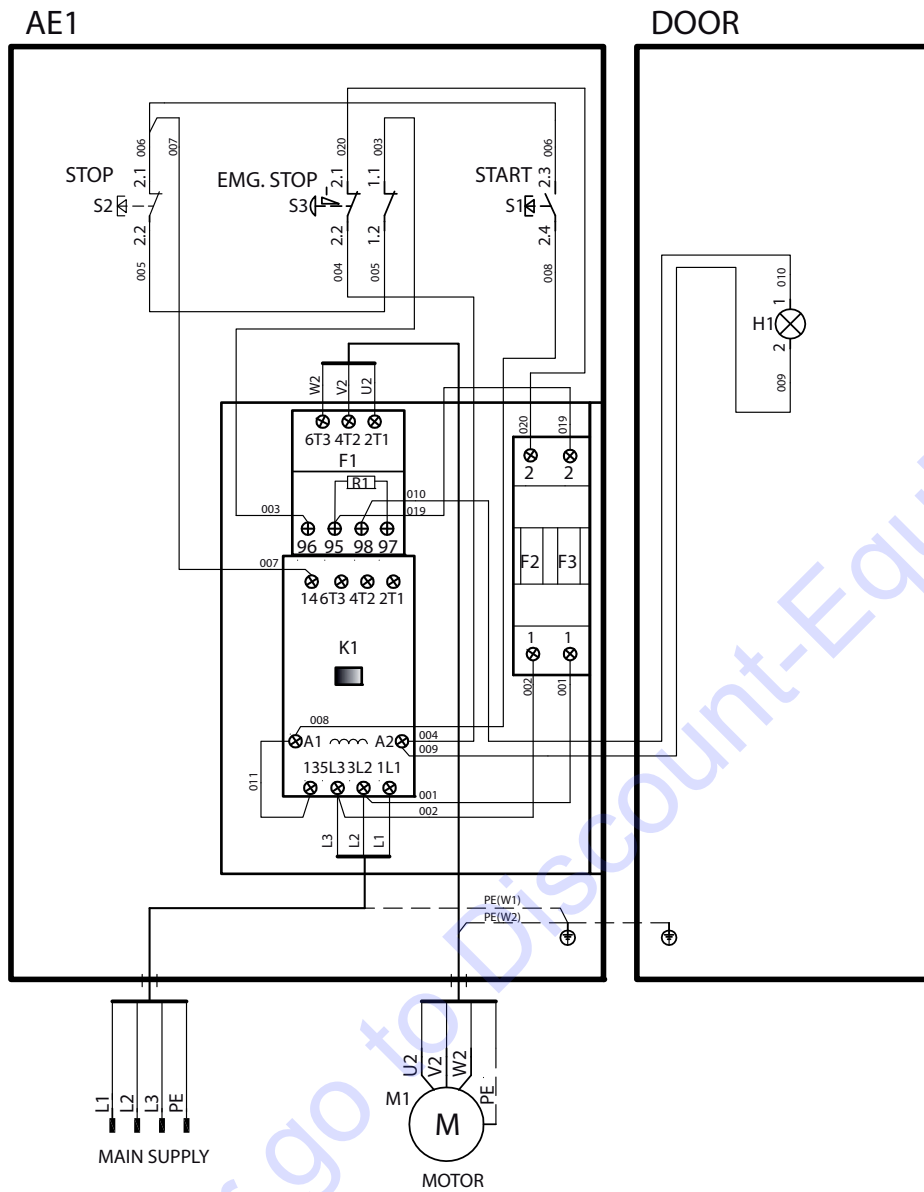 AE1
DOOR
006
007
020
003
006
STOP
2.1
EMG. STOP
2.1
1.1
START
2.3
S2
S3
S1
2.2
2.2
1.2
2.4
005
004
005
008
010
1
H1
2
009
W2
V2
U2
020
019
6T3 4T2 2T1
F1
2
2
R1
010
003
019
96 95 98 97
F2
F3
007
14 6T3 4T2 2T1
K1
1
1
002
001
008
A1
A2
004
009
135L3 3L2 1L1
011
001
002
L3
L2
L1
PE(W1)
PE(W2)
L1
L2
L3
PE
U2
V2
W2
PE
M1
M
MAIN SUPPLY
MOTOR
f go to Discount-Equi